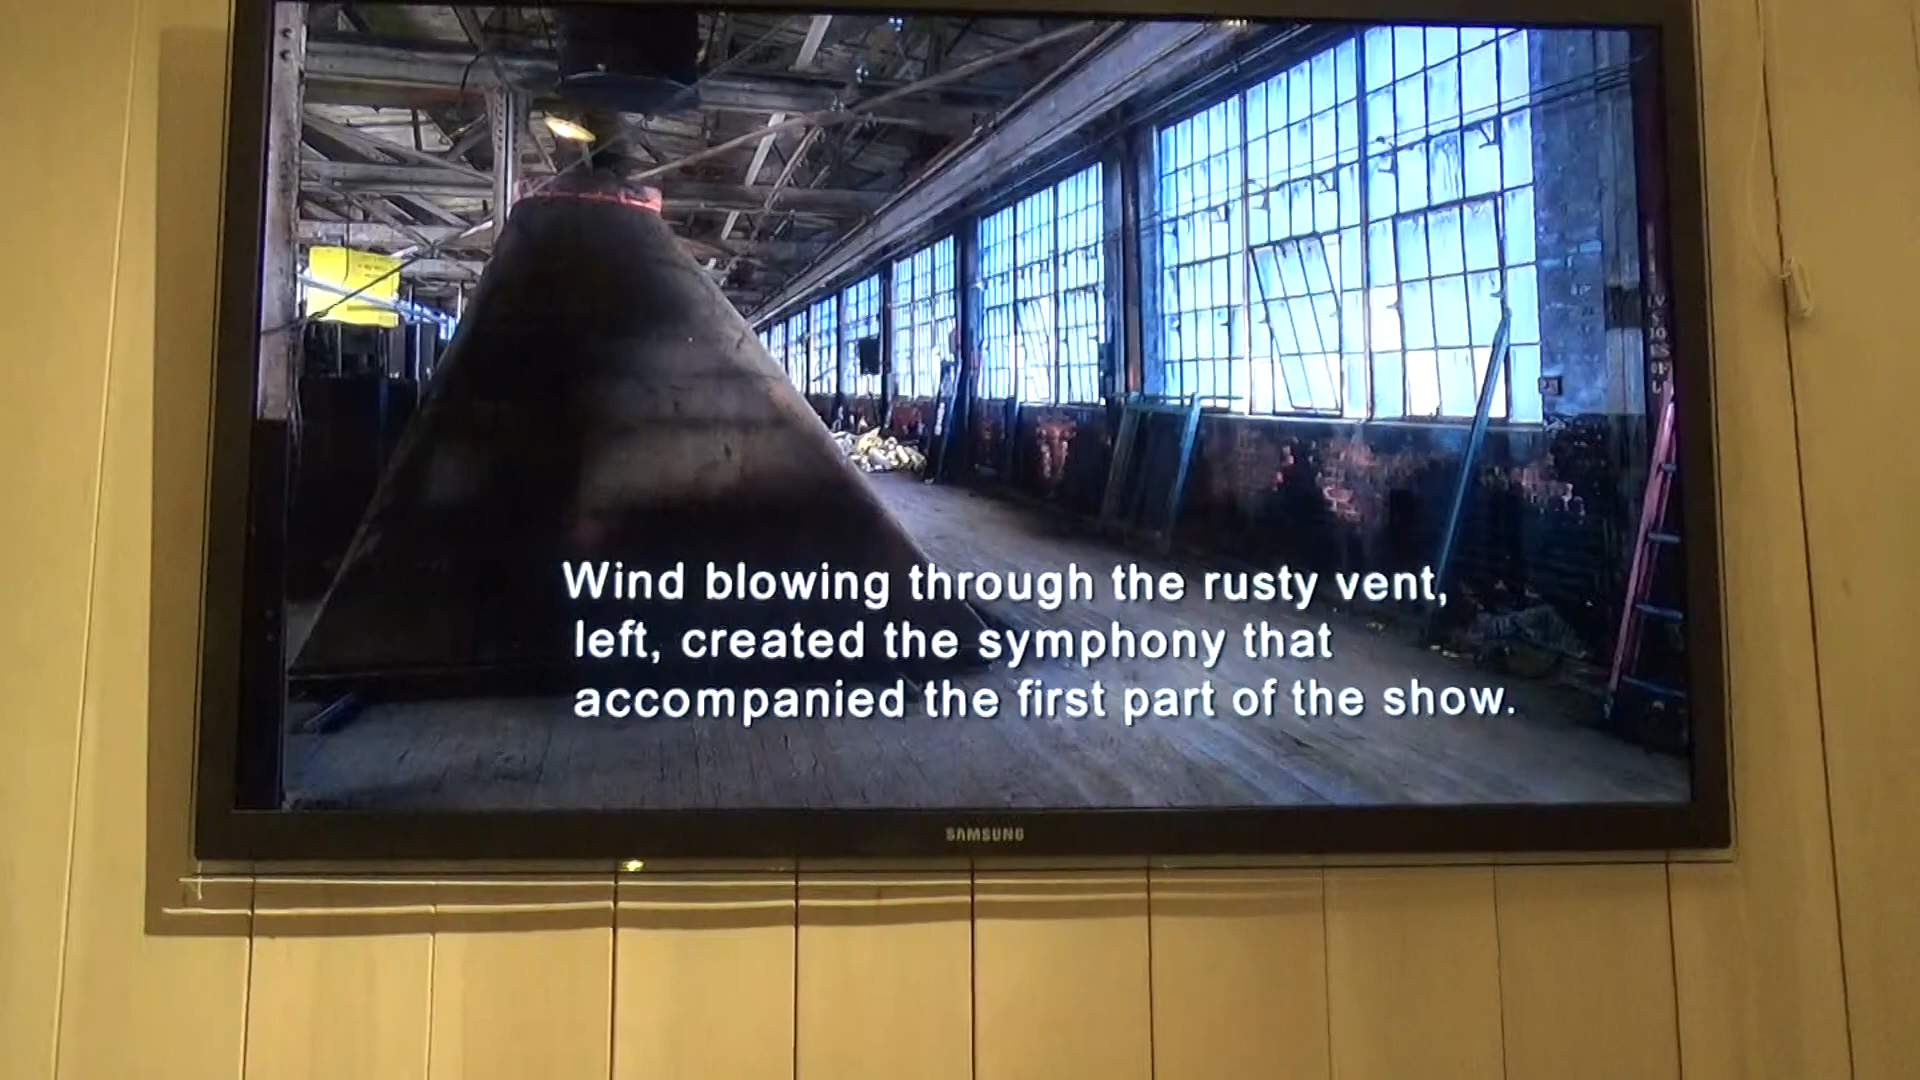 Wind blowing through the rusty vent,
left, created the symphony that
accompanied the first part of the show.
SAMSUNG